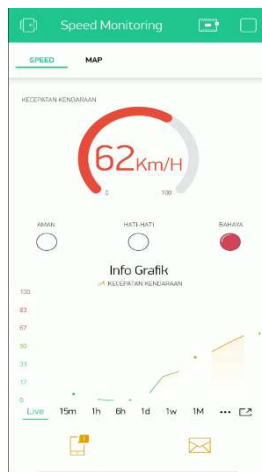 Speed Monitoring
SPEED MAP
KECEPATAN KENDARAAN
62Km/H
0 100
AMAN HATI-HATI BAHAYA
Info Grafik
KECEPATAN KENDARAAN
100
83
67
50
33
17
0
Live 15m 1h 6h 1d 1w 1M ...